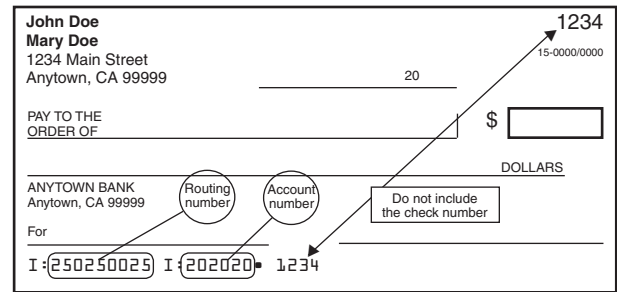 John Doe
1234
Mary Doe
1234 Main Street
15-0000/0000
Anytown, CA 99999
20
PAY TO THE
ORDER OF
$
DOLLARS
ANYTOWN BANK
Anytown, CA 99999
Routing
number
Account
number
Do not include
the check number
For
I:250250025 I:202020 1234